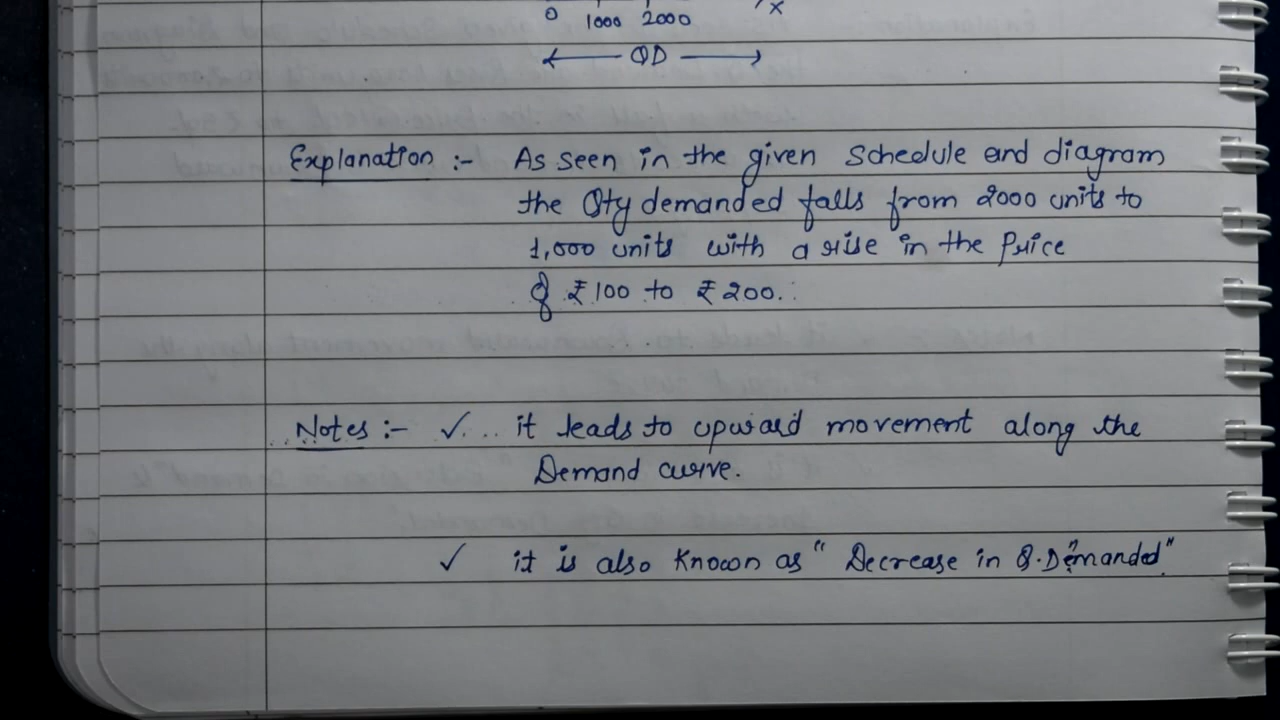 0 1000 2000 X
← QD →
Explanation :- As seen in the given Schedule and diagram
the Qty demanded falls from 2000 units to
1,000 units with a rise in the Price
of ₹100 to ₹200.
Notes :- ✓ it leads to upward movement along the
Demand curve.
✓ it is also Known as "Decrease in Q.Demanded"